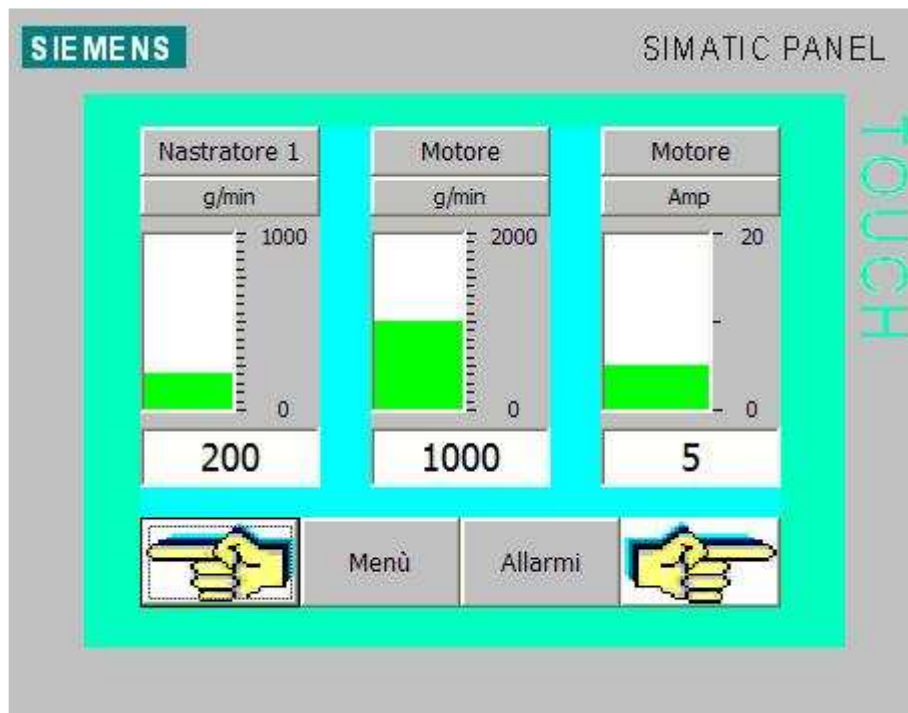 SIEMENS
SIMATIC PANEL
TOUCH
Nastratore 1
Motore
Motore
g/min
g/min
Amp
1000
2000
20
0
0
0
200
1000
5
Menù
Allarmi